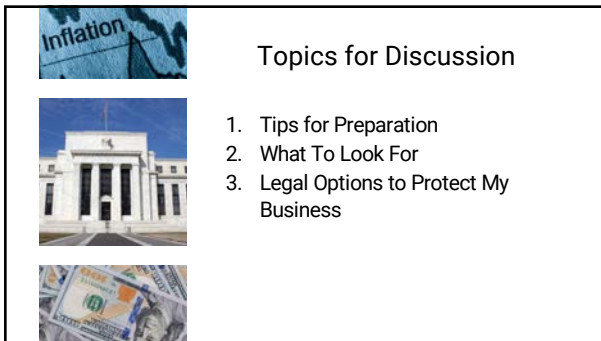 Inflation
Topics for Discussion
1. Tips for Preparation
2. What To Look For
3. Legal Options to Protect My
Business
100